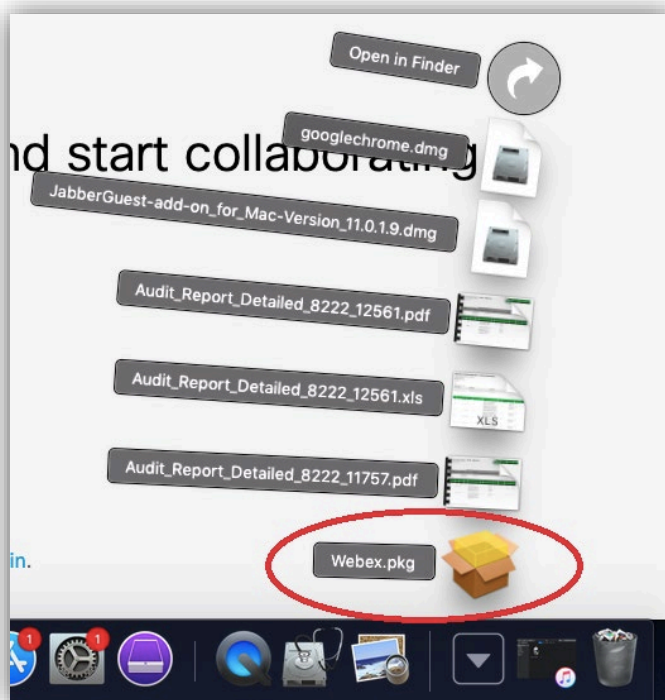 Open in Finder
googlechrome.dmg
nd start collaborating
JabberGuest-add-on_for_Mac-Version_11.0.1.9.dmg
Audit_Report_Detailed_8222_12561.pdf
Audit_Report_Detailed_8222_12561.xls
XLS
Audit_Report_Detailed_8222_11757.pdf
in.
Webex.pkg
1
1